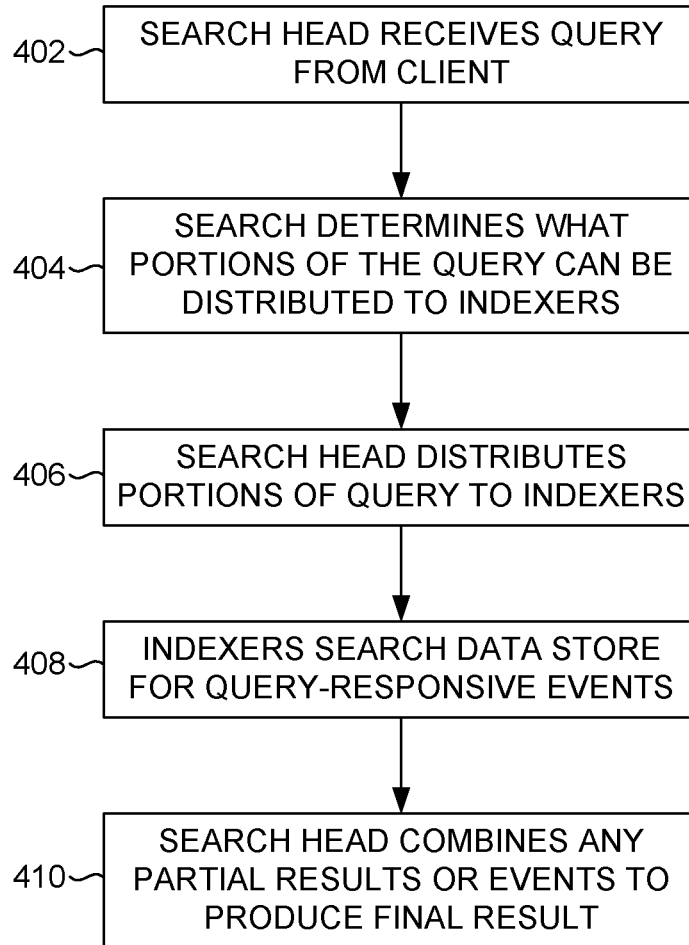 402
SEARCH HEAD RECEIVES QUERY
FROM CLIENT
404
SEARCH DETERMINES WHAT
PORTIONS OF THE QUERY CAN BE
DISTRIBUTED TO INDEXERS
406
SEARCH HEAD DISTRIBUTES
PORTIONS OF QUERY TO INDEXERS
408
INDEXERS SEARCH DATA STORE
FOR QUERY-RESPONSIVE EVENTS
410
SEARCH HEAD COMBINES ANY
PARTIAL RESULTS OR EVENTS TO
PRODUCE FINAL RESULT